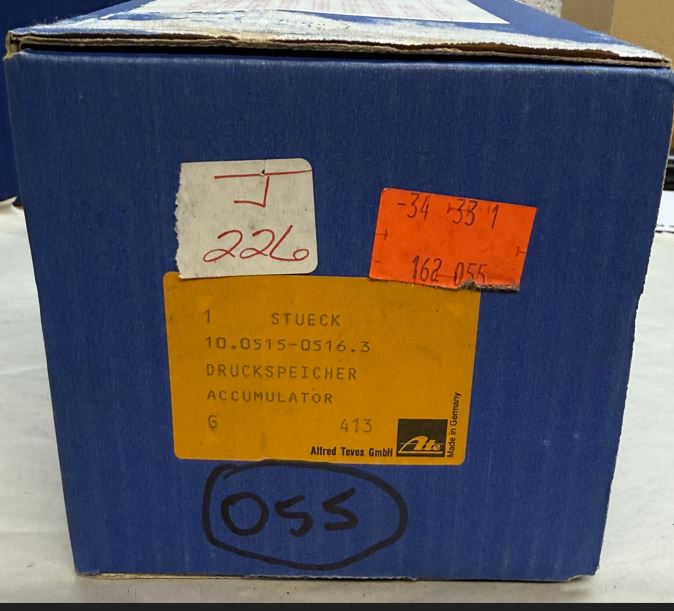 J
226
-34 33 1
162 055
1 STUECK
10.0515-0516.3
DRUCKSPEICHER
ACCUMULATOR
G 413
Alfred Teves GmbH
Ate
Made in Germany
055